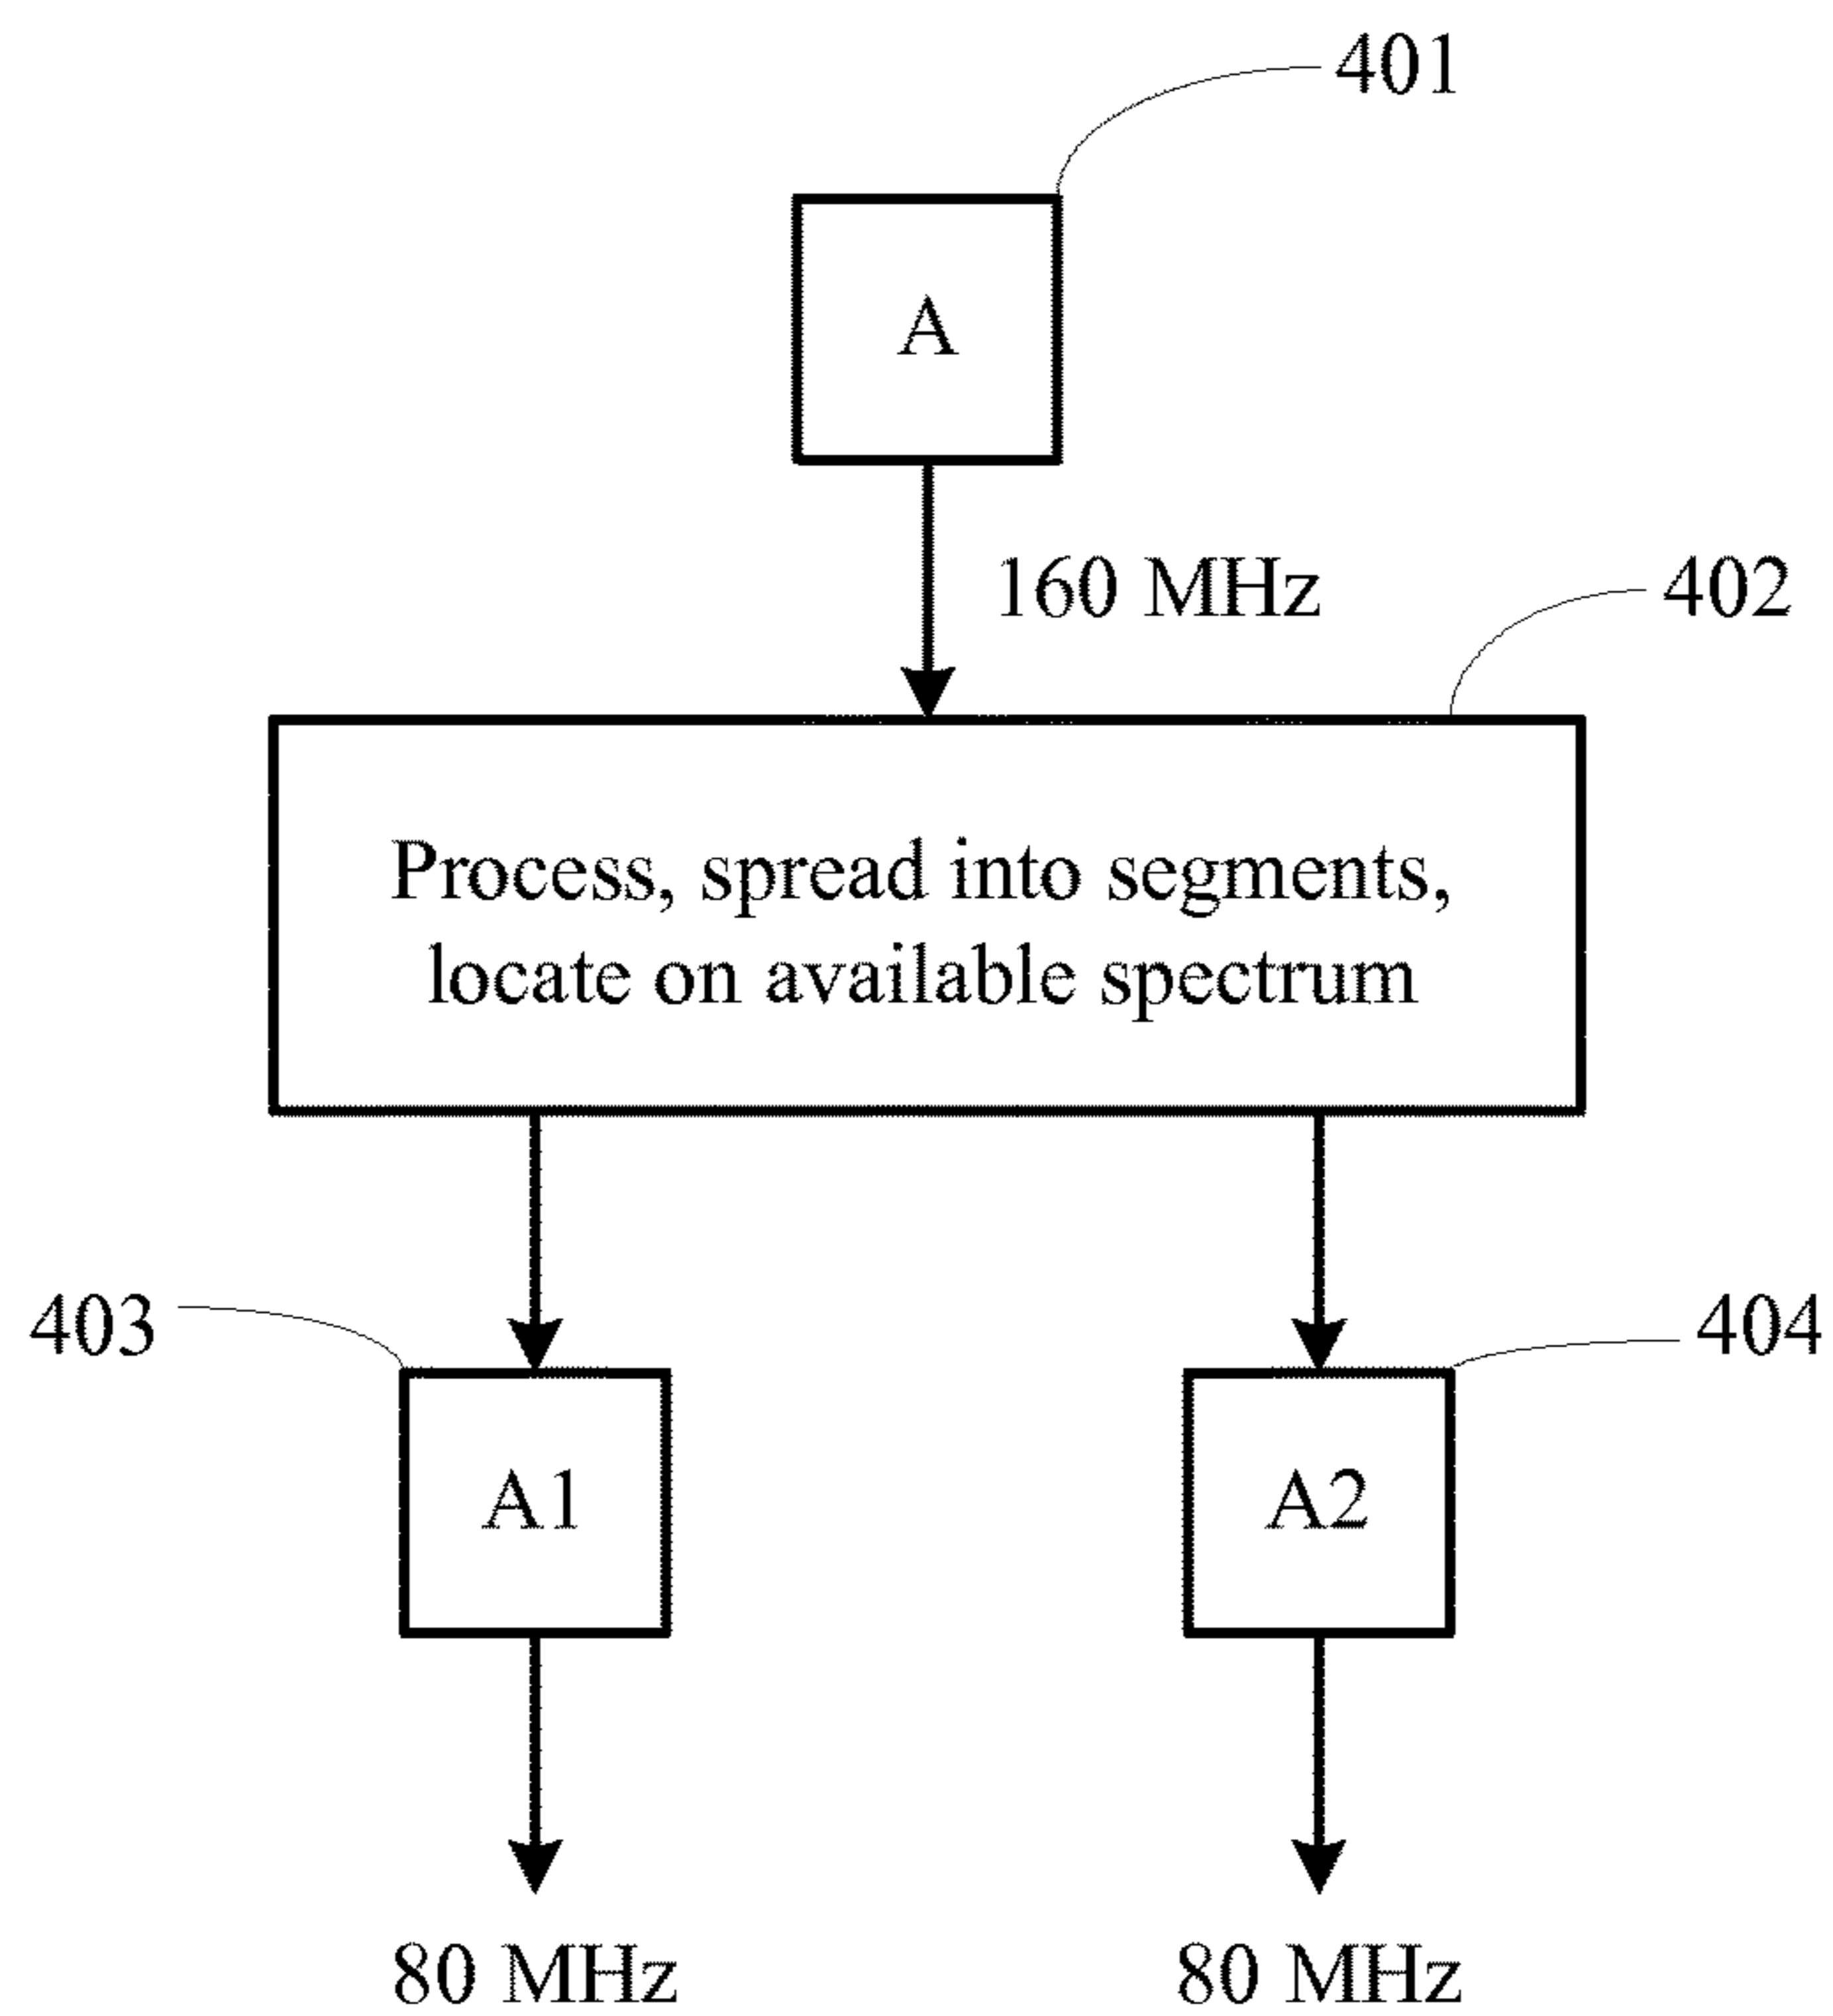 401
A
160 MHz
402
Process, spread into segments,
locate on available spectrum
403
404
A1
A2
80 MHz
80 MHz